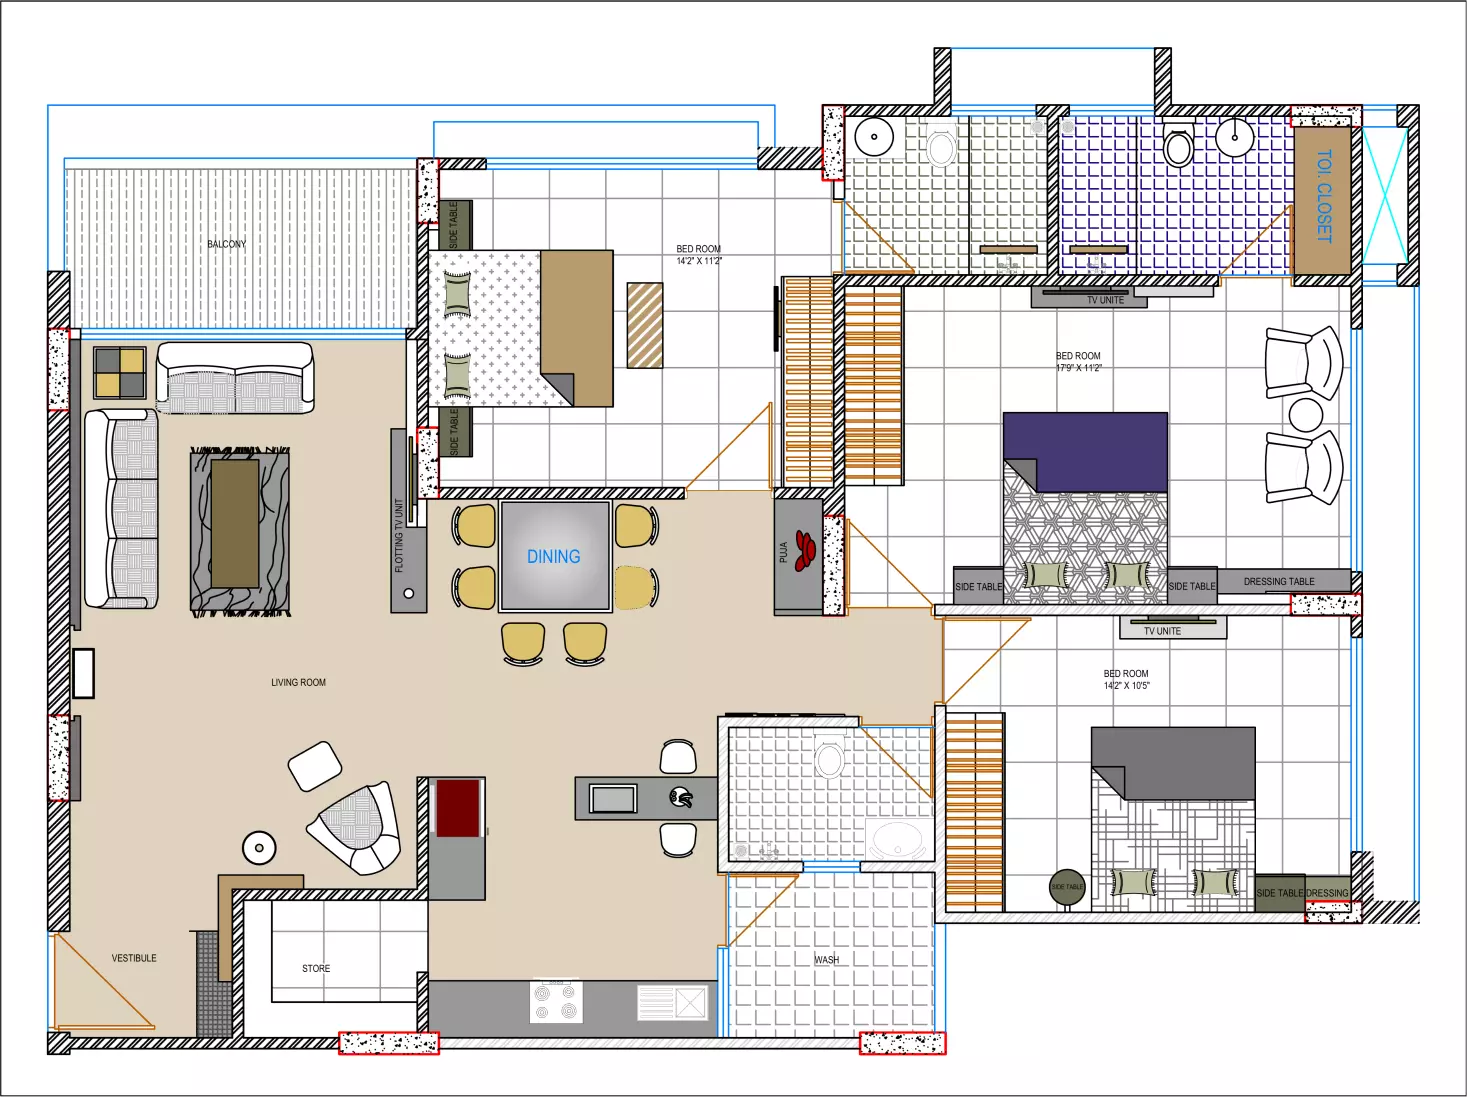 TOI. CLOSET
SIDE TABLE
BALCONY
BED ROOM
14'2" X 11'2"
TV UNITE
BED ROOM
17'9" X 11'2"
SIDE TABLE
FLOTTING TV UNIT
DINING
PUJA
SIDE TABLE
SIDE TABLE
DRESSING TABLE
TV UNITE
LIVING ROOM
BED ROOM
14'2" X 10'5"
SIDE TABLE
SIDE TABLE
DRESSING
VESTIBULE
STORE
WASH